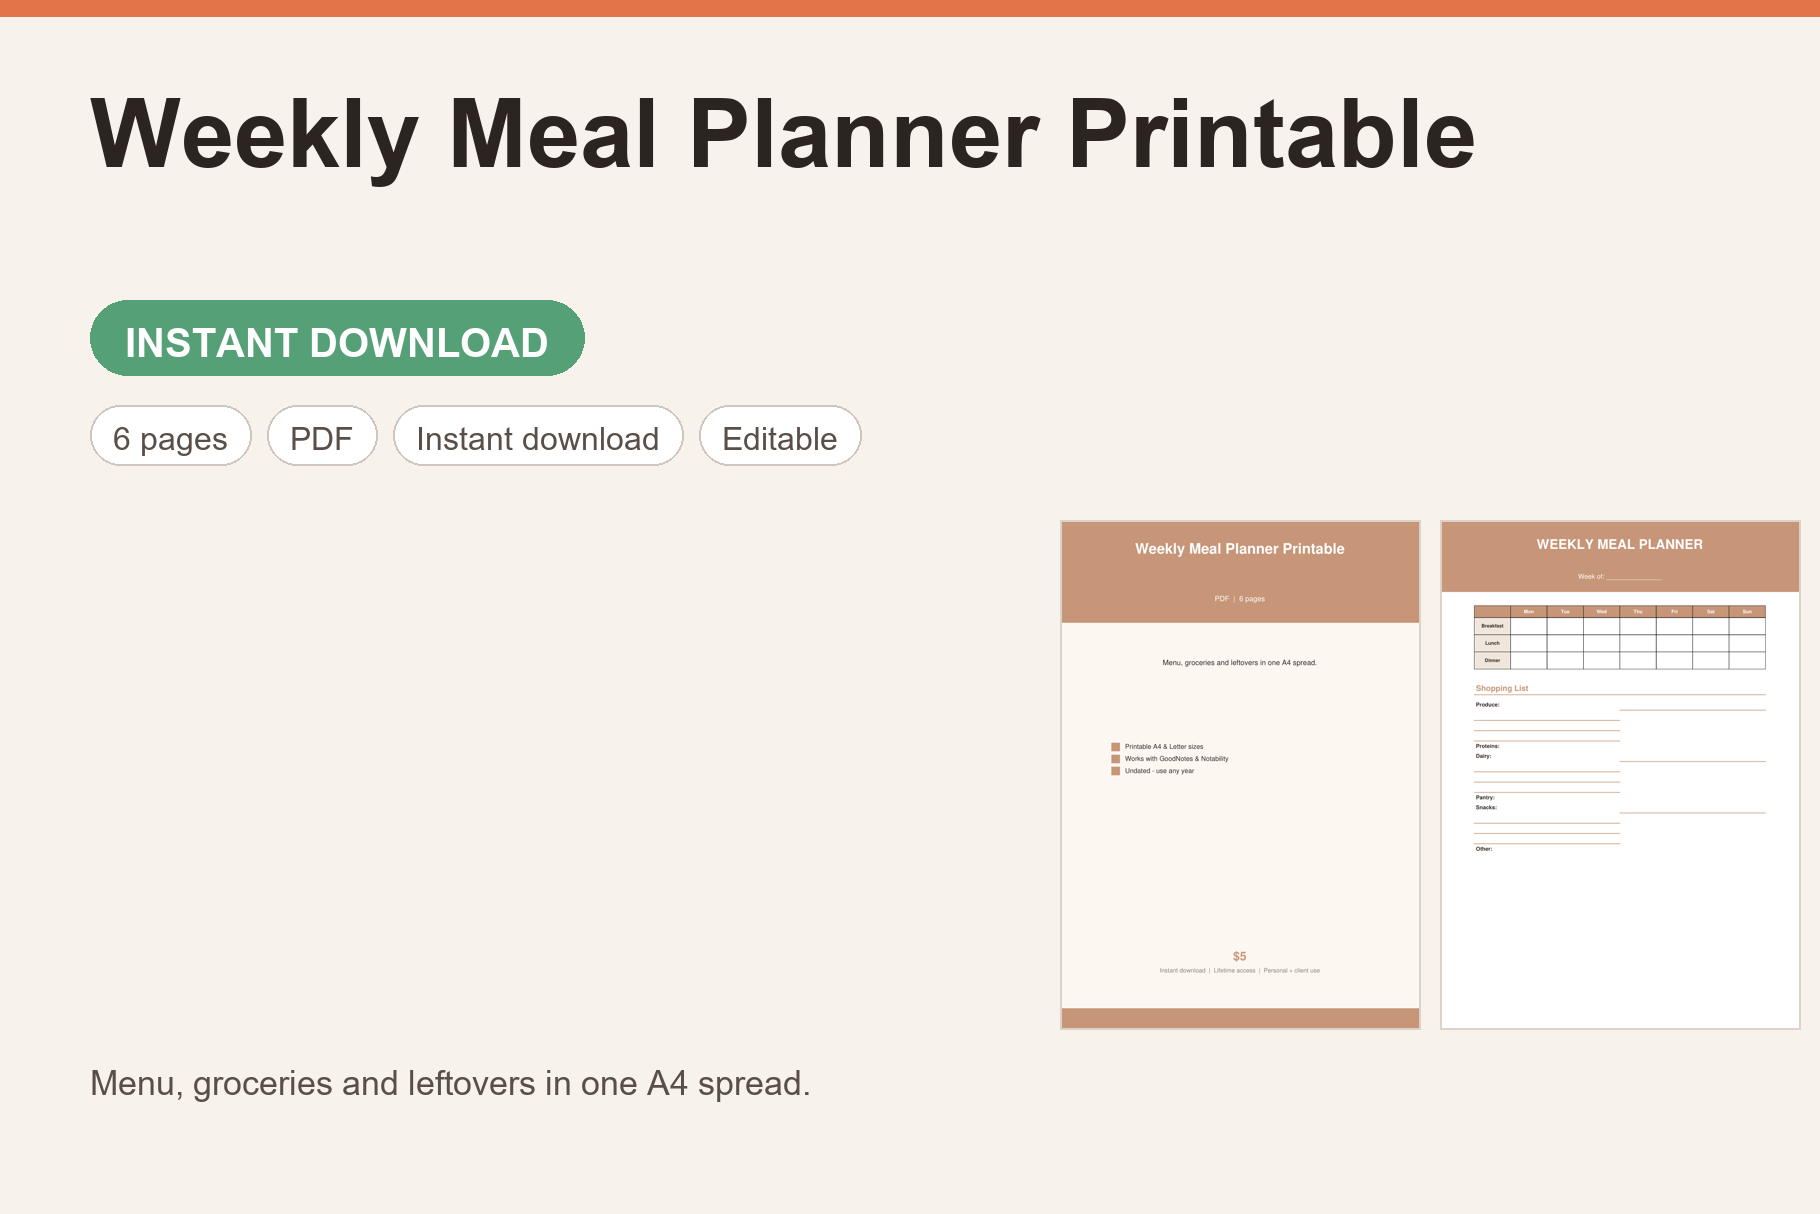 Weekly Meal Planner Printable
INSTANT DOWNLOAD
6 pages PDF Instant download Editable
Weekly Meal Planner Printable
PDF | 6 pages
Menu, groceries and leftovers in one A4 spread.
Printable A4 & Letter sizes
Works with GoodNotes & Notability
Undated - use any year
$5
Instant download | Lifetime access | Personal + client use
WEEKLY MEAL PLANNER
Week of: _______________
Mon Tue Wed Thu Fri Sat Sun
Breakfast
Lunch
Dinner
Shopping List
Produce:
Proteins:
Dairy:
Pantry:
Snacks:
Other:
Menu, groceries and leftovers in one A4 spread.